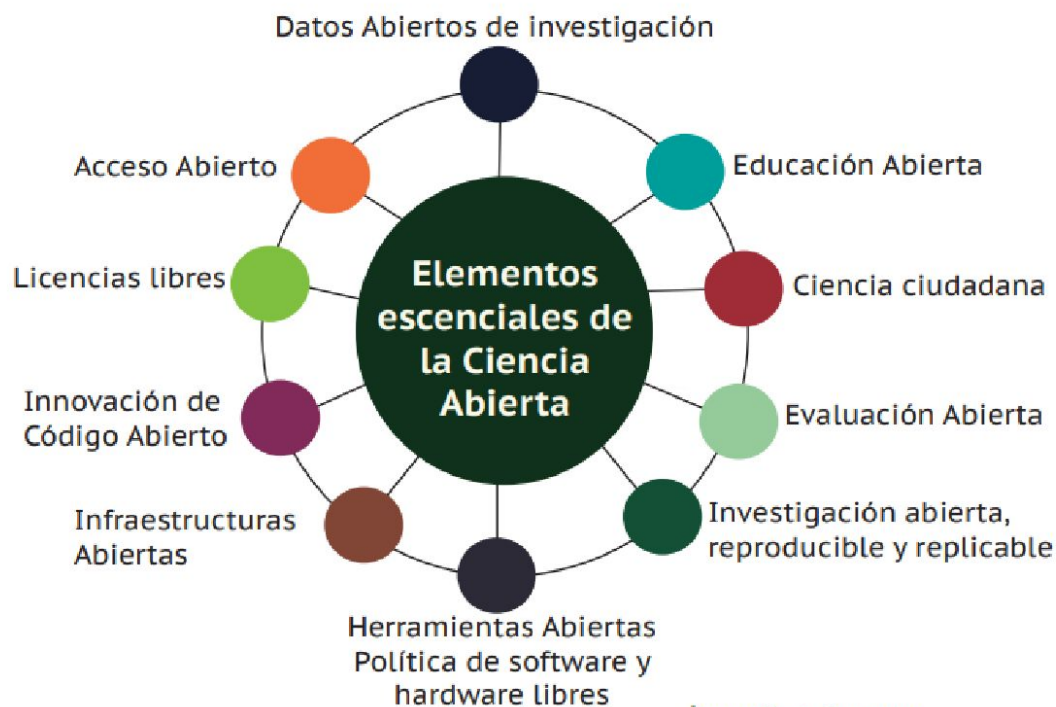 Datos Abiertos de investigación
Educación Abierta
Ciencia ciudadana
Evaluación Abierta
Investigación abierta,
reproducible y replicable
Herramientas Abiertas
Política de software y
hardware libres
Infraestructuras
Abiertas
Innovación de
Código Abierto
Licencias libres
Acceso Abierto
Elementos
escenciales de
la Ciencia
Abierta